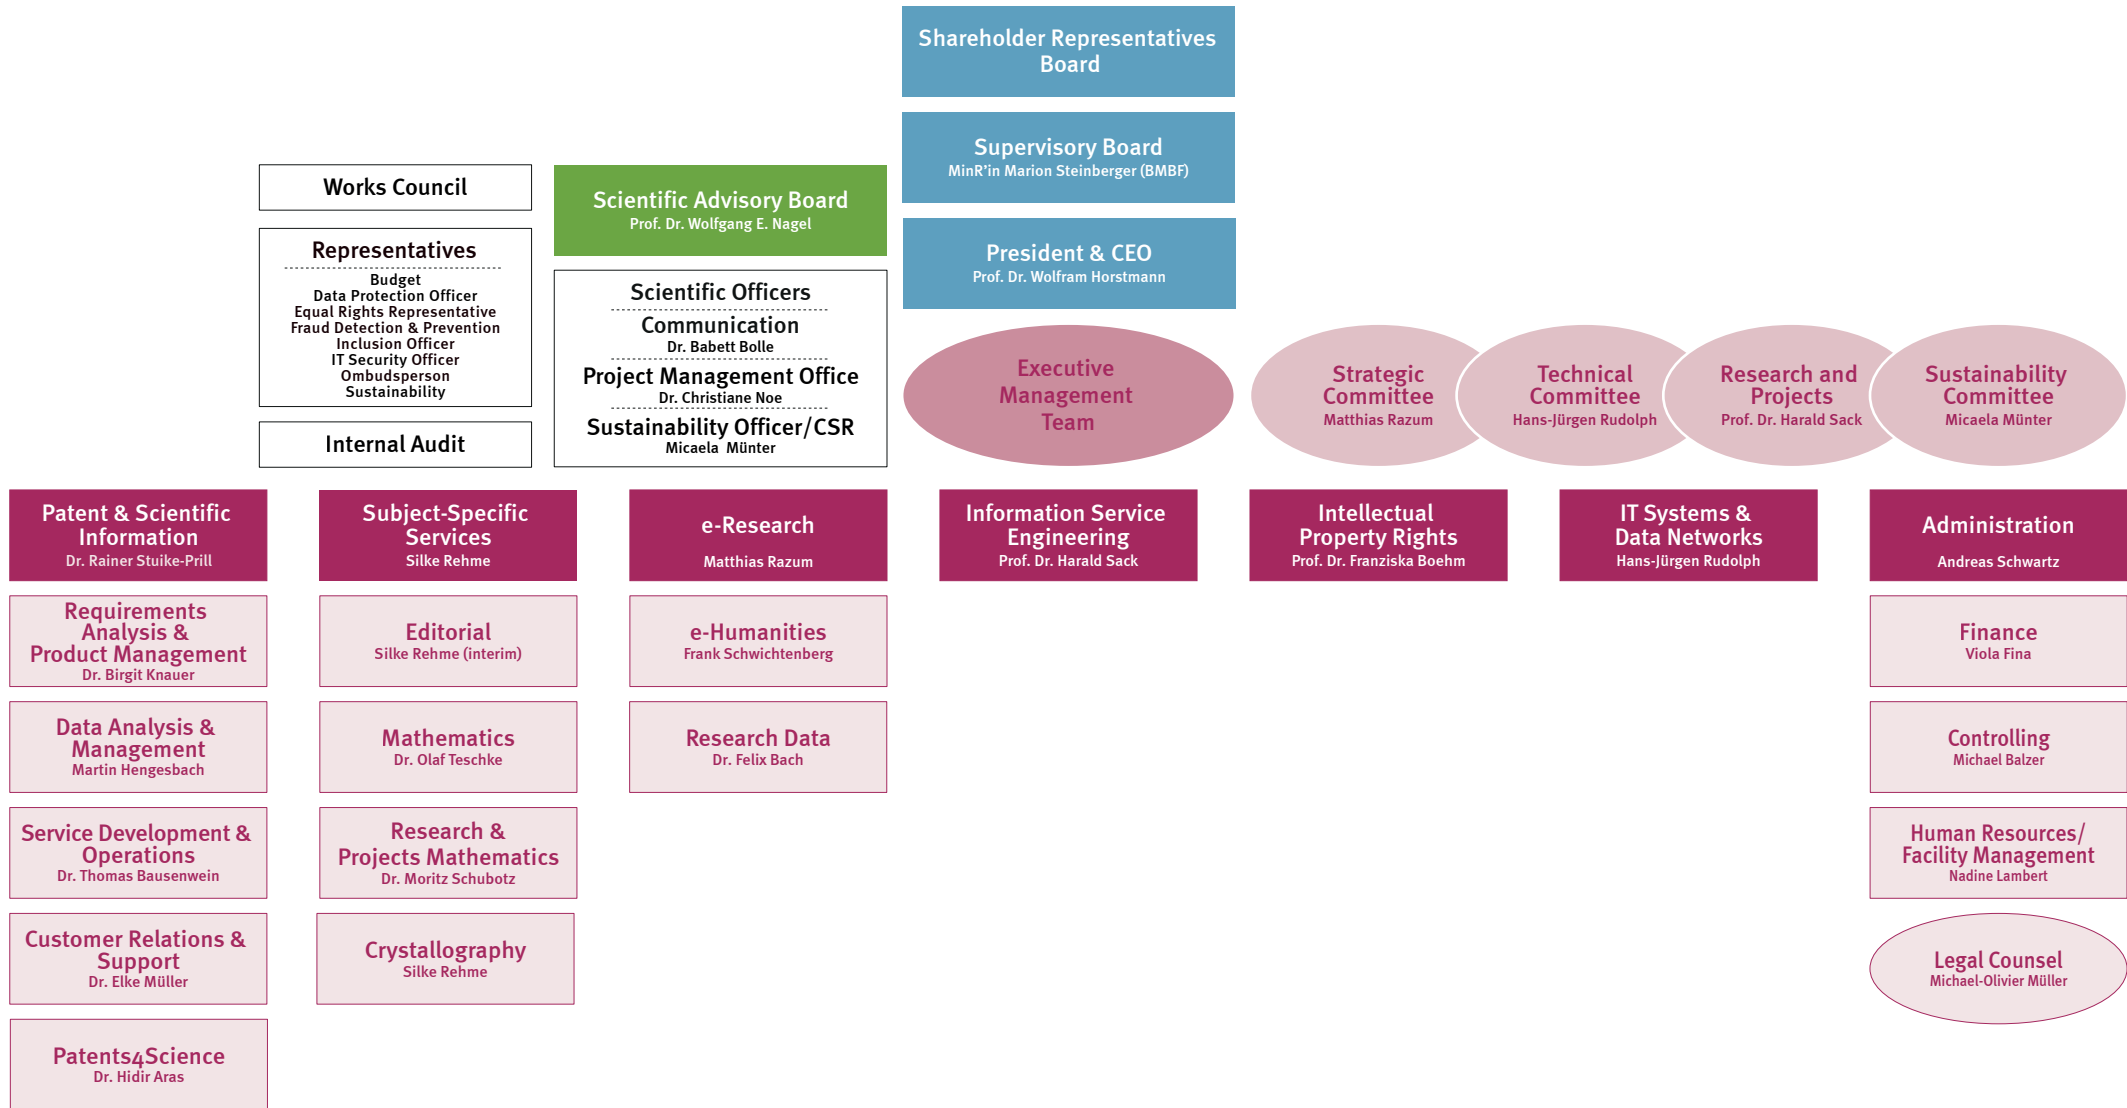 Shareholder Representatives
Board
Supervisory Board
MinR'in Marion Steinberger (BMBF)
President & CEO
Prof. Dr. Wolfram Horstmann
Works Council
Representatives
Budget
Data Protection Officer
Equal Rights Representative
Fraud Detection & Prevention
Inclusion Officer
IT Security Officer
Ombudsperson
Sustainability
Internal Audit
Scientific Advisory Board
Prof. Dr. Wolfgang E. Nagel
Scientific Officers
Communication
Dr. Babett Bolle
Project Management Office
Dr. Christiane Noe
Sustainability Officer/CSR
Micaela Münter
Executive
Management
Team
Strategic
Committee
Matthias Razum
Technical
Committee
Hans-Jürgen Rudolph
Research and
Projects
Prof. Dr. Harald Sack
Sustainability
Committee
Micaela Münter
Patent & Scientific
Information
Dr. Rainer Stuike-Prill
Requirements
Analysis &
Product Management
Dr. Birgit Knauer
Data Analysis &
Management
Martin Hengesbach
Service Development &
Operations
Dr. Thomas Bausenwein
Customer Relations &
Support
Dr. Elke Müller
Patents4Science
Dr. Hidir Aras
Subject-Specific
Services
Silke Rehme
Editorial
Silke Rehme (interim)
Mathematics
Dr. Olaf Teschke
Research &
Projects Mathematics
Dr. Moritz Schubotz
Crystallography
Silke Rehme
e-Research
Matthias Razum
e-Humanities
Frank Schwichtenberg
Research Data
Dr. Felix Bach
Information Service
Engineering
Prof. Dr. Harald Sack
Intellectual
Property Rights
Prof. Dr. Franziska Boehm
IT Systems &
Data Networks
Hans-Jürgen Rudolph
Administration
Andreas Schwartz
Finance
Viola Fina
Controlling
Michael Balzer
Human Resources/
Facility Management
Nadine Lambert
Legal Counsel
Michael-Olivier Müller